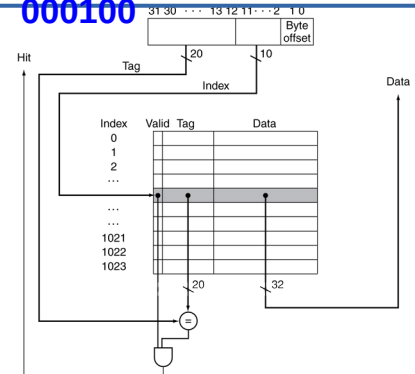 000100
31 30 ··· 13 12 11···2 1 0
Byte
offset
20
10
Hit
Tag
Data
Index
Index Valid Tag Data
0
1
2
...
...
...
1021
1022
1023
20
32
=